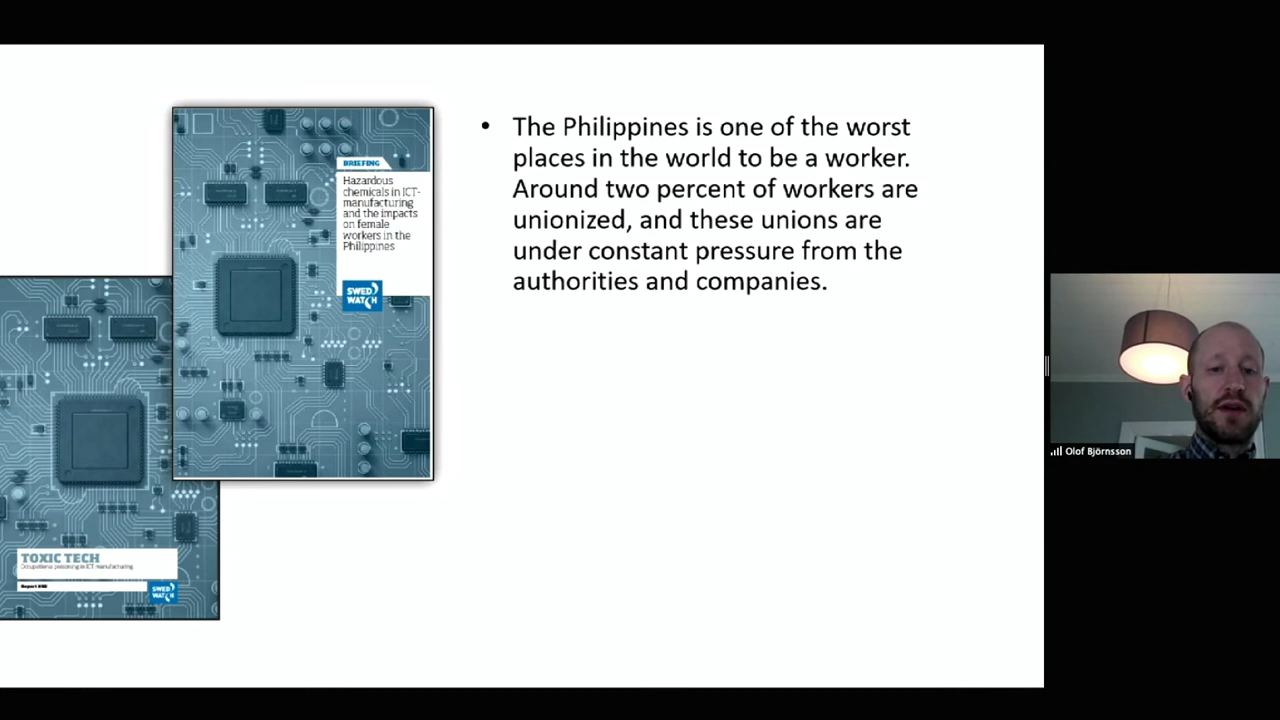 • The Philippines is one of the worst
places in the world to be a worker.
Around two percent of workers are
unionized, and these unions are
under constant pressure from the
authorities and companies.
BRIEFING
Hazardous
chemicals in ICT-
manufacturing
and the impacts
on female
workers in the
Philippines
SWED
WATCH
TOXIC TECH
Occupational poisoning in ICT manufacturing
SWED
WATCH
Olof Björnsson